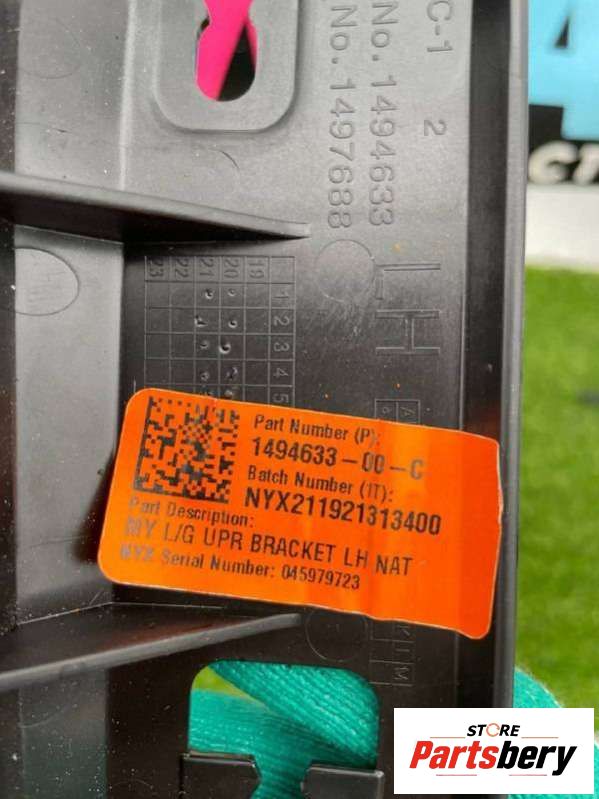 C-1 2
No. 1494633
No. 1497688
LH
19 20 21 22 23
1
2
3
4
5
Part Number (P):
1494633-00-C
Batch Number (1T):
NYX211921313400
Part Description:
MY L/G UPR BRACKET LH NAT
NYX Serial Number: 045979723
STORE
Partsbery